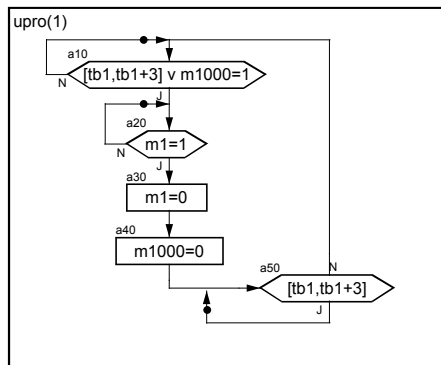 upro(1)
a10
[tb1,tb1+3] v m1000=1
N
J
a20
m1=1
N
J
a30
m1=0
a40
m1000=0
a50
N
[tb1,tb1+3]
J